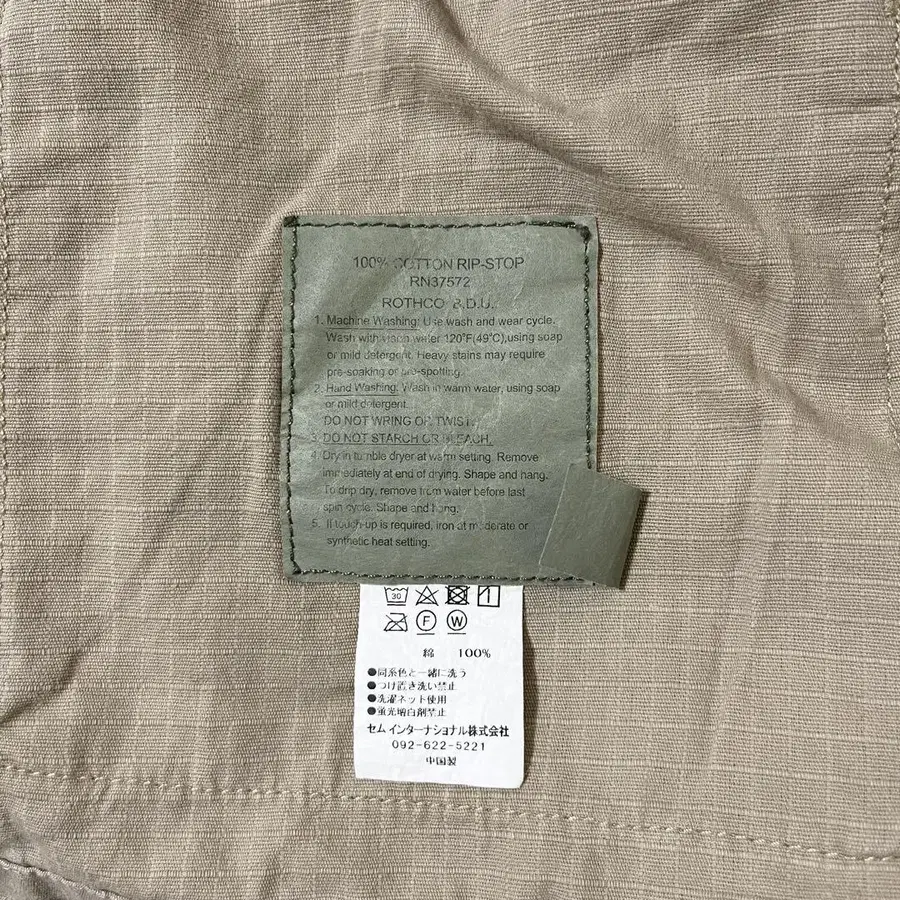 100% COTTON RIP-STOP
RN37572
ROTHCO B.D.U.
1. Machine Washing: Use wash and wear cycle.
Wash with warm water 120°F(49°C),using soap
or mild detergent. Heavy stains may require
pre-soaking or pre-spotting.
2. Hand Washing: Wash in warm water, using soap
or mild detergent.
DO NOT WRING OR TWIST.
3. DO NOT STARCH OR BLEACH.
4. Dry in tumble dryer at warm setting. Remove
immediately at end of drying. Shape and hang.
To drip dry, remove from water before last
spin cycle. Shape and hang.
5. If touch-up is required, iron at moderate or
synthetic heat setting.
30
F W
綿 100%
●同系色と一緒に洗う
●つけ置き洗い禁止
●洗濯ネット使用
●蛍光増白剤禁止
セム インターナショナル株式会社
092-622-5221
中国製